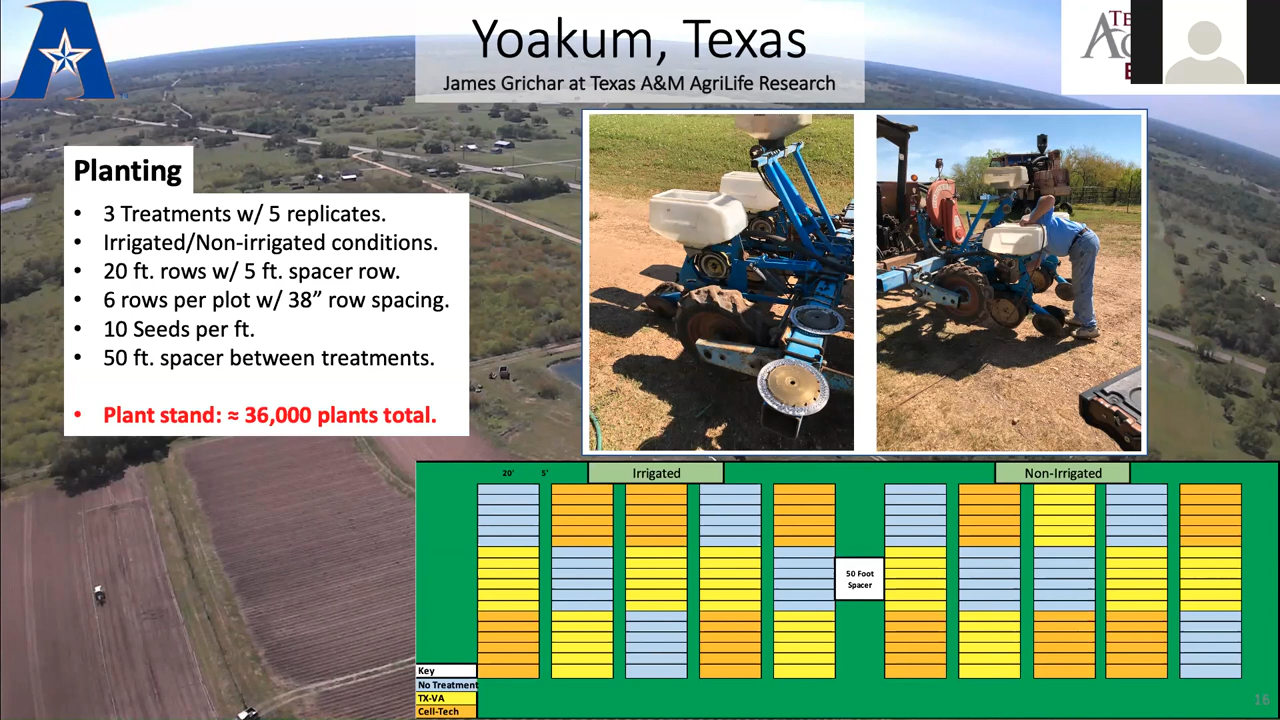 Yoakum, Texas
James Grichar at Texas A&M AgriLife Research
Planting
• 3 Treatments w/ 5 replicates.
• Irrigated/Non-irrigated conditions.
• 20 ft. rows w/ 5 ft. spacer row.
• 6 rows per plot w/ 38” row spacing.
• 10 Seeds per ft.
• 50 ft. spacer between treatments.
• Plant stand: ≈ 36,000 plants total.
20' 5' Irrigated Non-Irrigated
50 Foot
Spacer
Key
No Treatment
TX-VA
Cell-Tech
16